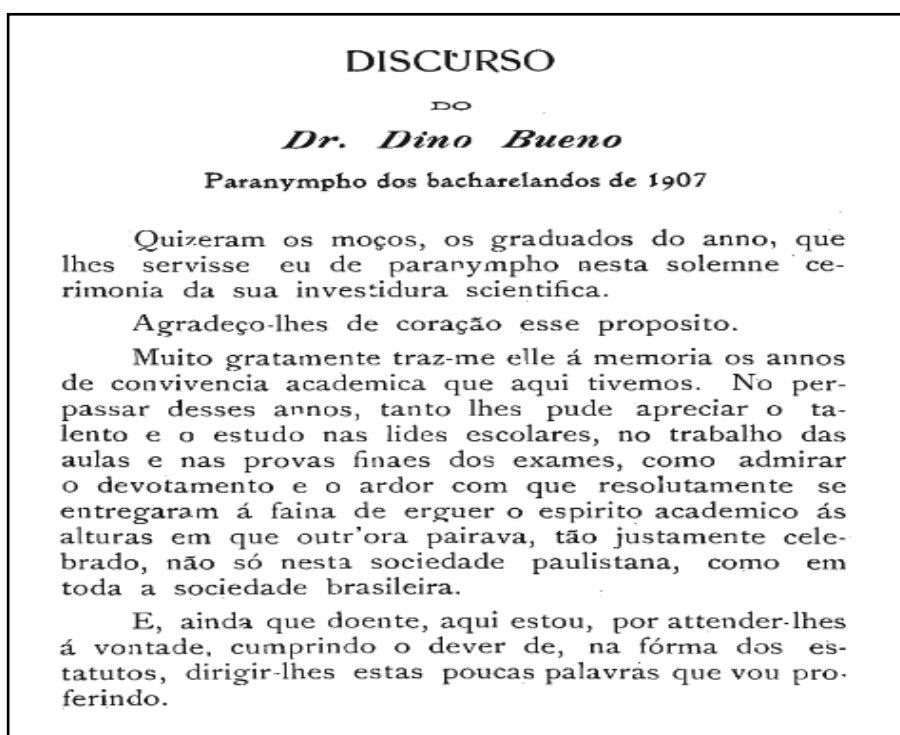 DISCURSO
DO
Dr. Dino Bueno
Paranympho dos bacharelandos de 1907
Quizeram os moços, os graduados do anno, que
lhes servisse eu de paranympho nesta solemne ce-
rimonia da sua investidura scientifica.
Agradeço-lhes de coração esse proposito.
Muito gratamente traz-me elle á memoria os annos
de convivencia academica que aqui tivemos. No per-
passar desses annos, tanto lhes pude apreciar o ta-
lento e o estudo nas lides escolares, no trabalho das
aulas e nas provas finaes dos exames, como admirar
o devotamento e o ardor com que resolutamente se
entregaram á faina de erguer o espirito academico ás
alturas em que outr'ora pairava, tão justamente cele-
brado, não só nesta sociedade paulistana, como em
toda a sociedade brasileira.
E, ainda que doente, aqui estou, por attender-lhes
á vontade, cumprindo o dever de, na fórma dos es-
tatutos, dirigir-lhes estas poucas palavras que vou pro-
ferindo.